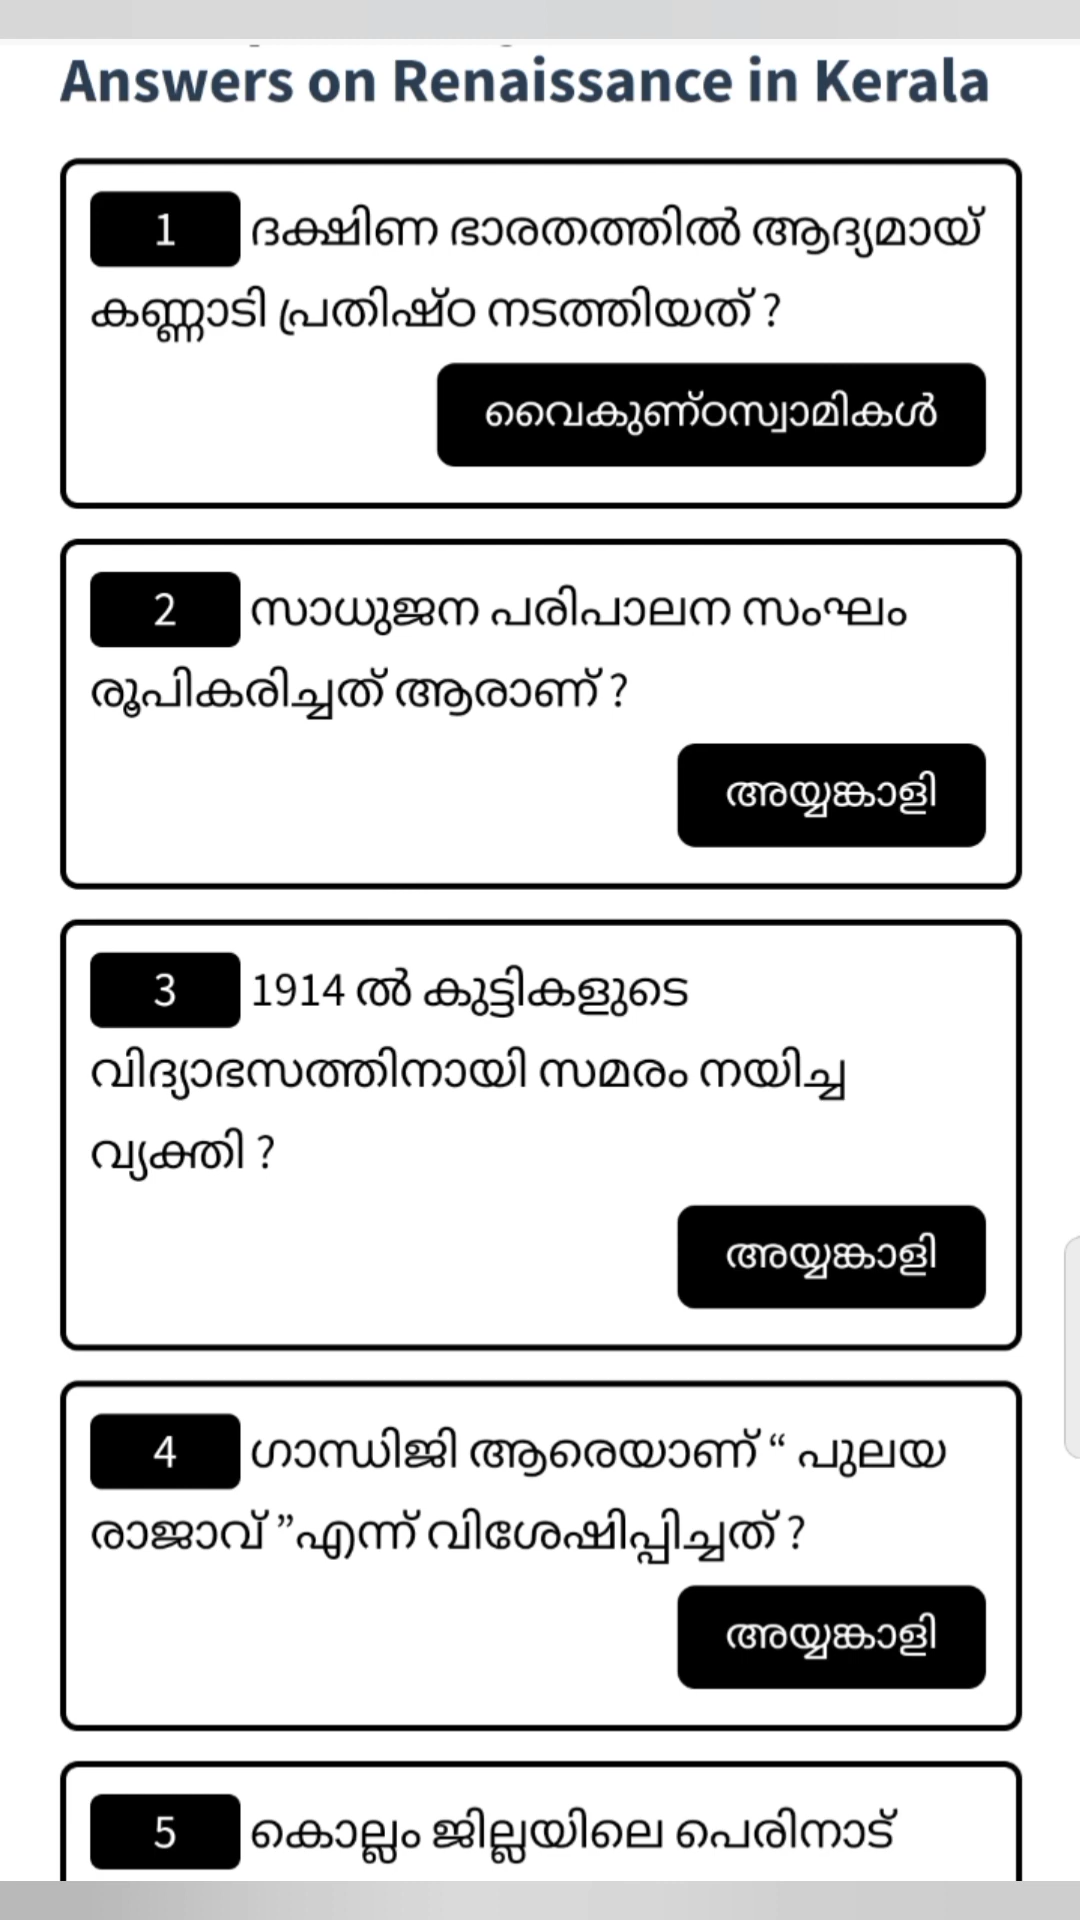 Answers on Renaissance in Kerala
1 ദക്ഷിണ ഭാരതത്തിൽ ആദ്യമായ്
കണ്ണാടി പ്രതിഷ്ഠ നടത്തിയത് ?
വൈകുണ്ഠസ്വാമികൾ
2 സാധുജന പരിപാലന സംഘം
രൂപികരിച്ചത് ആരാണ് ?
അയ്യങ്കാളി
3 1914 ൽ കുട്ടികളുടെ
വിദ്യാഭസത്തിനായി സമരം നയിച്ച
വ്യക്തി ?
അയ്യങ്കാളി
4 ഗാന്ധിജി ആരെയാണ് “ പുലയ
രാജാവ് ”എന്ന് വിശേഷിപ്പിച്ചത് ?
അയ്യങ്കാളി
5 കൊല്ലം ജില്ലയിലെ പെരിനാട്